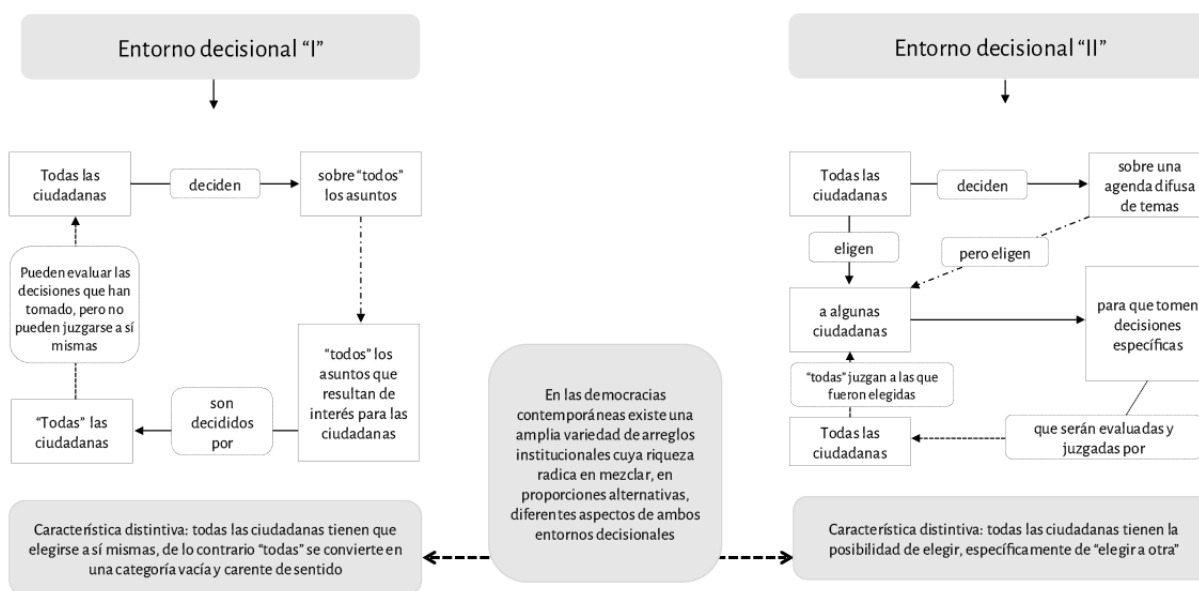 Entorno decisional “I”
Todas las
ciudadanas
deciden
sobre “todos”
los asuntos
Pueden evaluar las
decisiones que han
tomado, pero no
pueden juzgarse a sí
mismas
“todos” los
asuntos que
resultan de
interés para las
ciudadanas
son
decididos
por
“Todas” las
ciudadanas
Característica distintiva: todas las ciudadanas tienen que
elegirse a sí mismas, de lo contrario “todas” se convierte en
una categoría vacía y carente de sentido
En las democracias
contemporáneas existe una
amplia variedad de arreglos
institucionales cuya riqueza
radica en mezclar, en
proporciones alternativas,
diferentes aspectos de ambos
entornos decisionales
Entorno decisional “II”
Todas las
ciudadanas
deciden
sobre una
agenda difusa
de temas
eligen
pero eligen
a algunas
ciudadanas
para que tomen
decisiones
específicas
“todas” juzgan a las que
fueron elegidas
Todas las
ciudadanas
que serán evaluadas y
juzgadas por
Característica distintiva: todas las ciudadanas tienen la
posibilidad de elegir, específicamente de “elegir a otra”